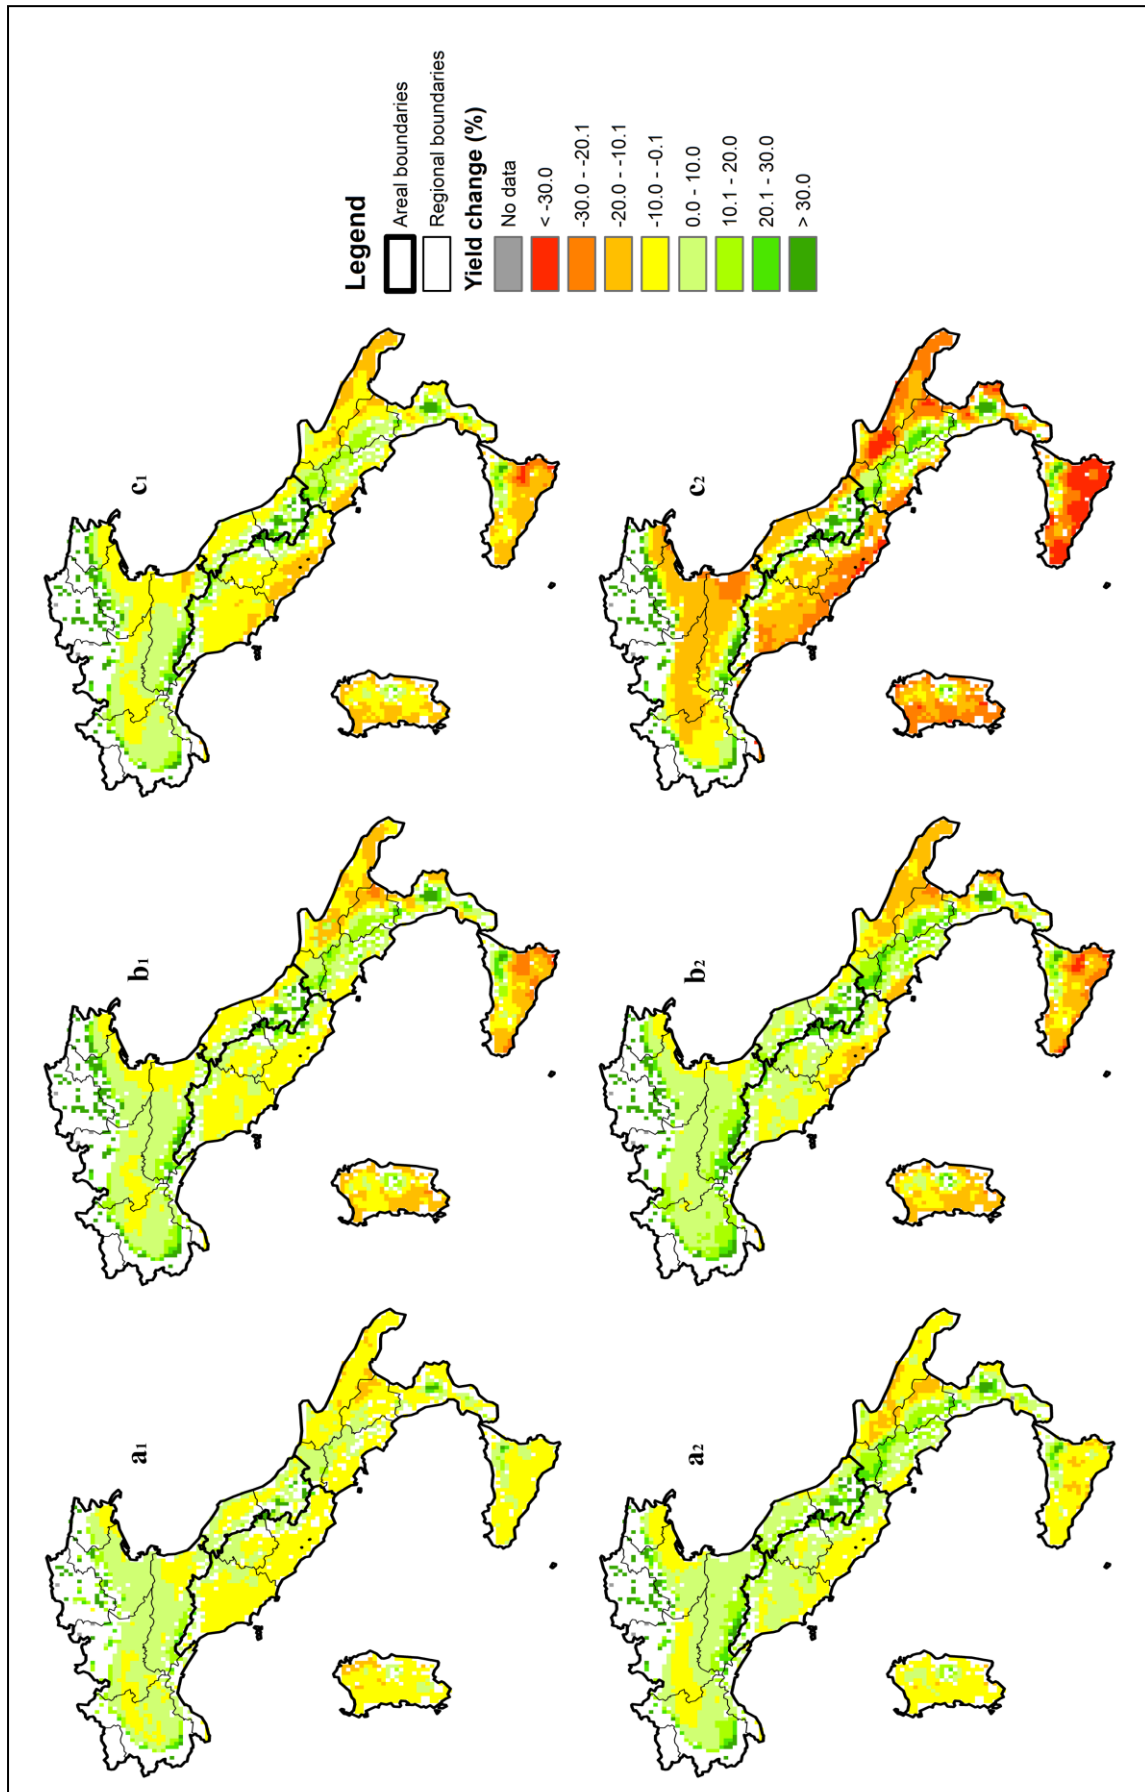 a₁
b₁
c₁
a₂
b₂
c₂
Legend
Areal boundaries
Regional boundaries
Yield change (%)
No data
< -30.0
-30.0 - -20.1
-20.0 - -10.1
-10.0 - -0.1
0.0 - 10.0
10.1 - 20.0
20.1 - 30.0
> 30.0